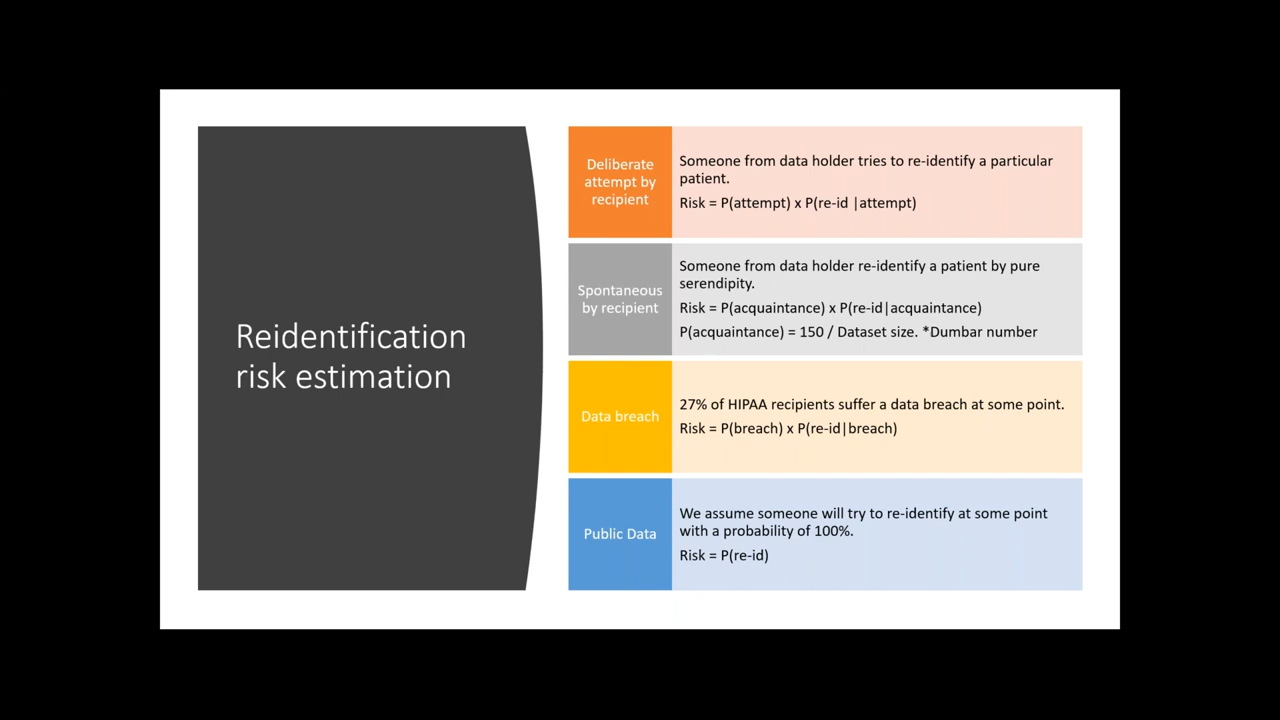 Reidentification
risk estimation
Deliberate
attempt by
recipient
Someone from data holder tries to re-identify a particular
patient.
Risk = P(attempt) x P(re-id |attempt)
Spontaneous
by recipient
Someone from data holder re-identify a patient by pure
serendipity.
Risk = P(acquaintance) x P(re-id|acquaintance)
P(acquaintance) = 150 / Dataset size. *Dumbar number
Data breach
27% of HIPAA recipients suffer a data breach at some point.
Risk = P(breach) x P(re-id|breach)
Public Data
We assume someone will try to re-identify at some point
with a probability of 100%.
Risk = P(re-id)